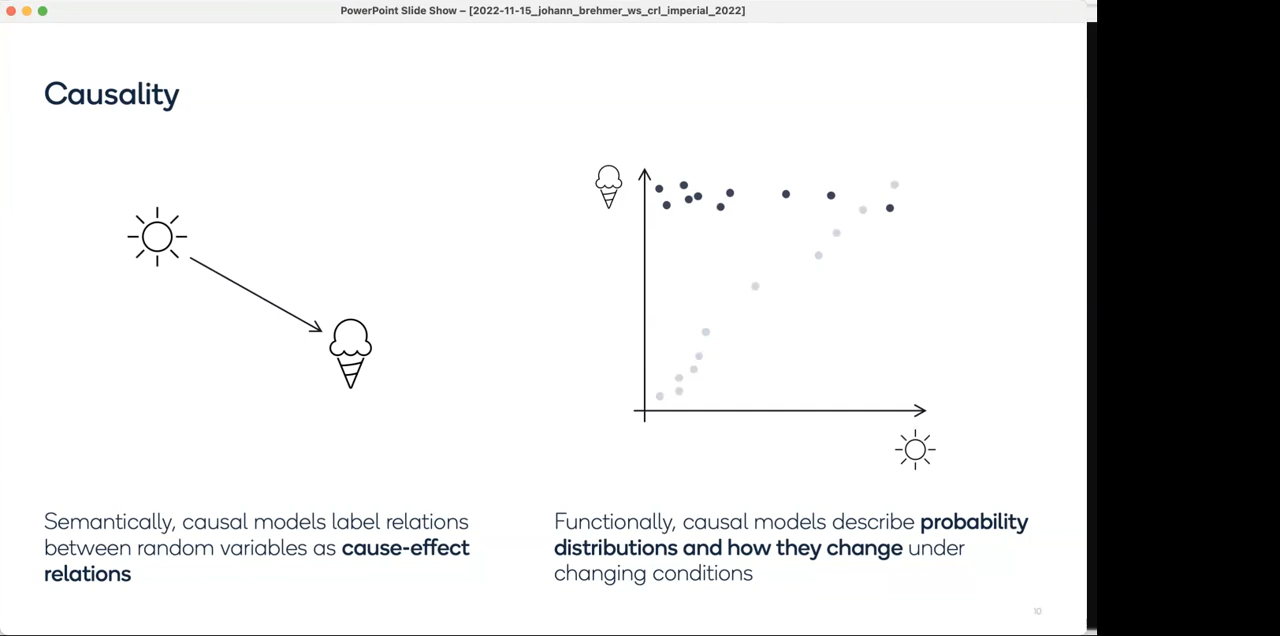 PowerPoint Slide Show – [2022-11-15_johann_brehmer_ws_crl_imperial_2022]
Causality
Semantically, causal models label relations
between random variables as cause-effect
relations
Functionally, causal models describe probability
distributions and how they change under
changing conditions
10